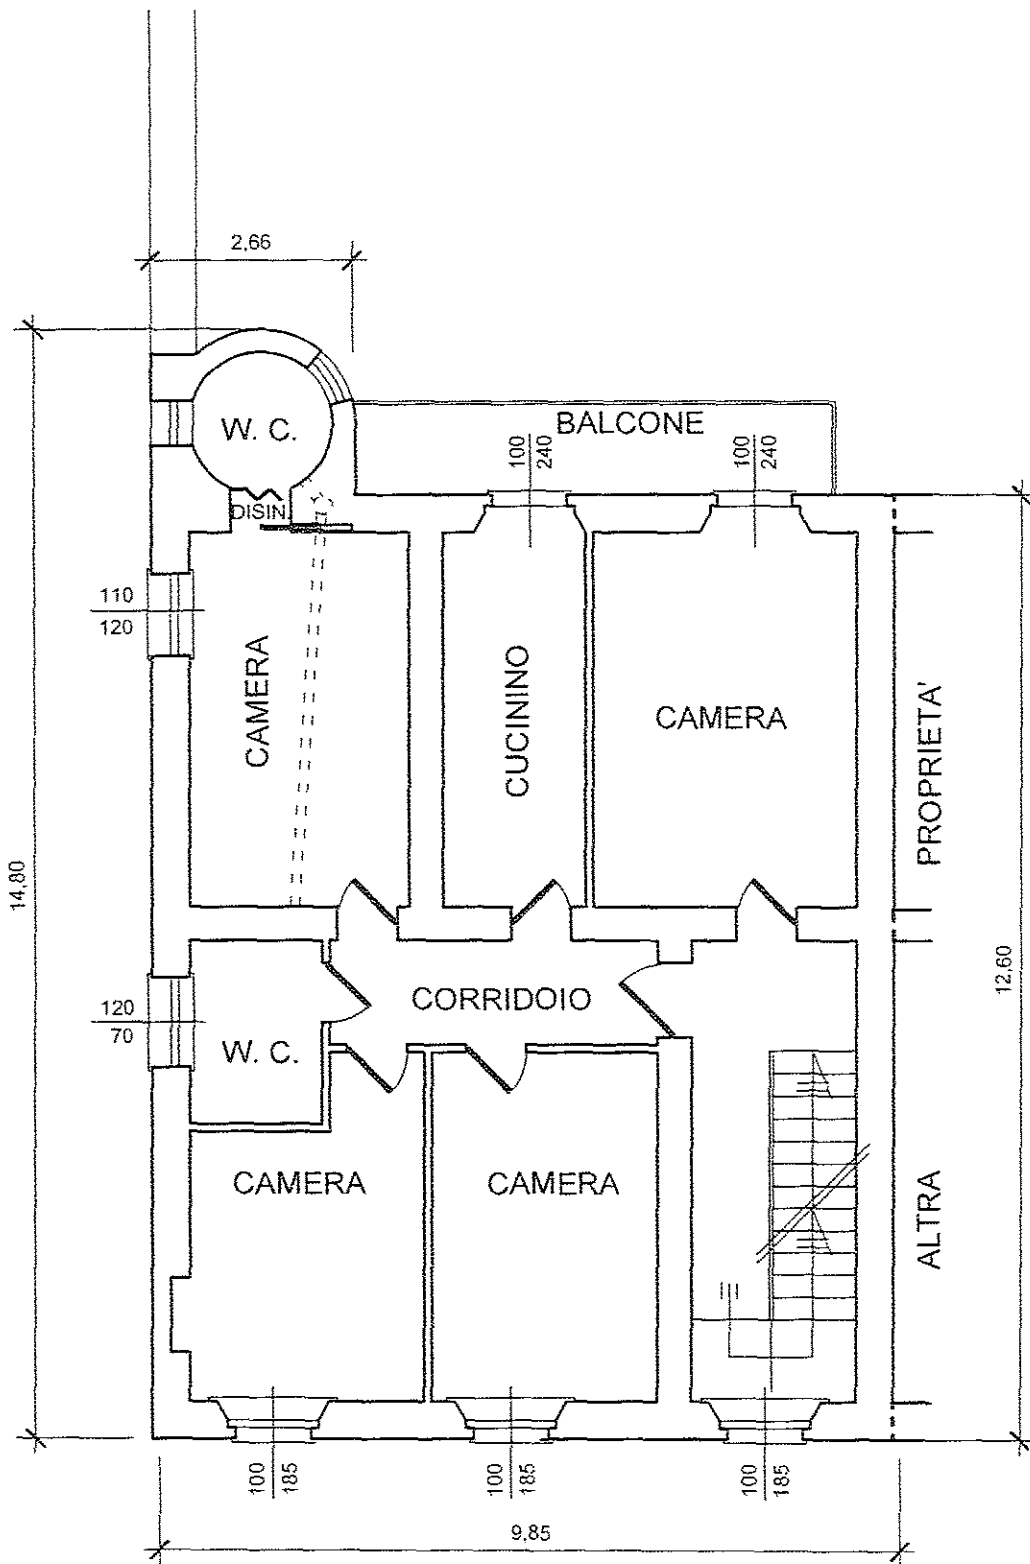 2,66
14,80
W. C.
BALCONE
100
240
100
240
DISIN.
110
120
CAMERA
CUCININO
CAMERA
PROPRIETA'
12,60
120
70
CORRIDOIO
W. C.
CAMERA
CAMERA
ALTRA
100
185
100
185
100
185
9,85